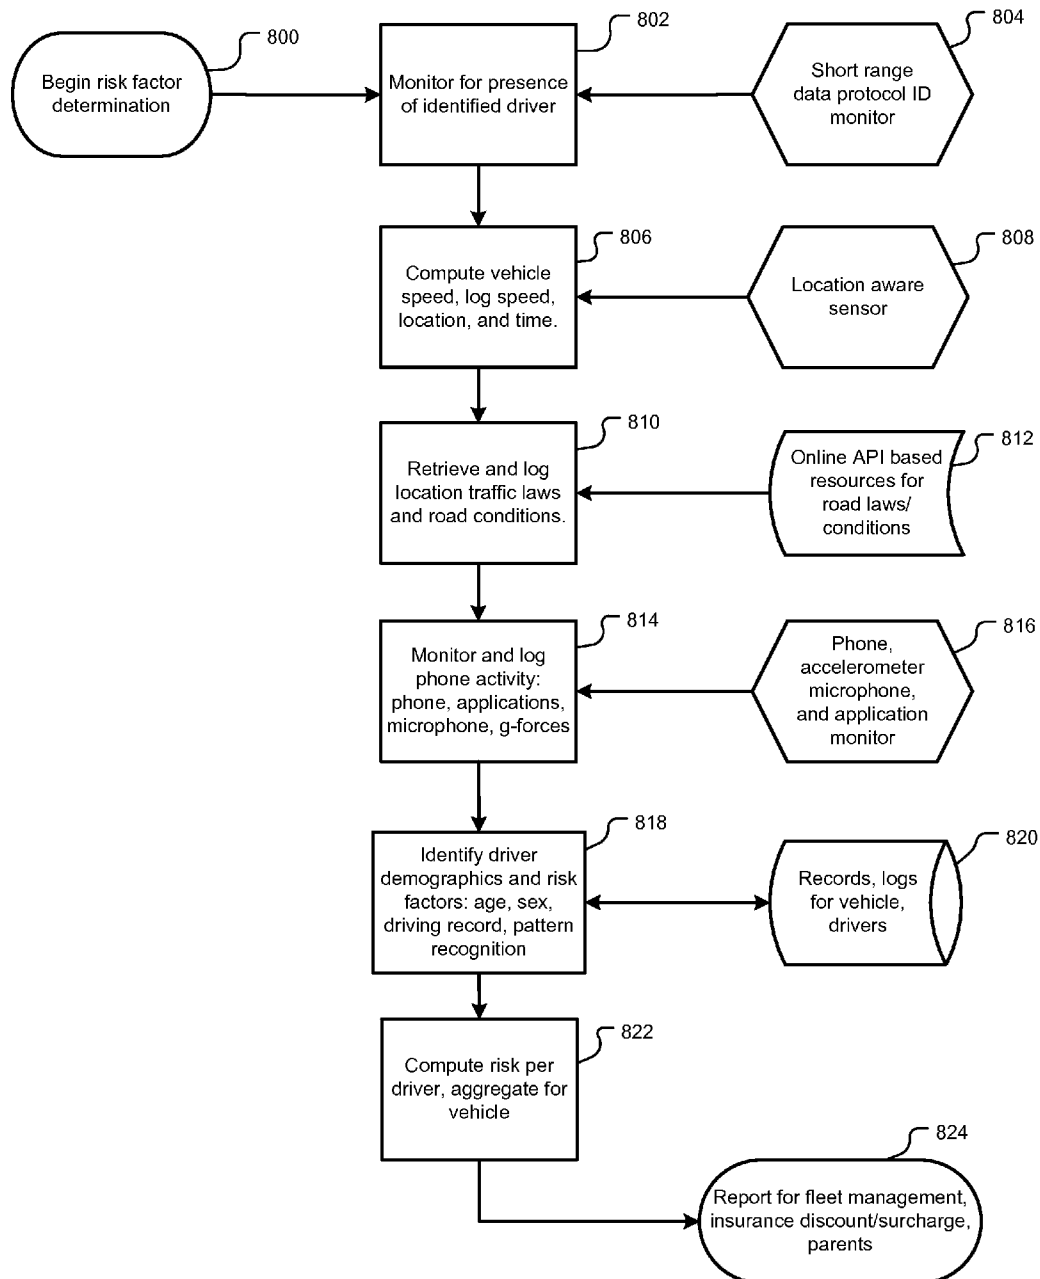 800
Begin risk factor
determination
802
Monitor for presence
of identified driver
804
Short range
data protocol ID
monitor
806
Compute vehicle
speed, log speed,
location, and time.
808
Location aware
sensor
810
Retrieve and log
location traffic laws
and road conditions.
812
Online API based
resources for
road laws/
conditions
814
Monitor and log
phone activity:
phone, applications,
microphone, g-forces
816
Phone,
accelerometer
microphone,
and application
monitor
818
Identify driver
demographics and risk
factors: age, sex,
driving record, pattern
recognition
820
Records, logs
for vehicle,
drivers
822
Compute risk per
driver, aggregate for
vehicle
824
Report for fleet management,
insurance discount/surcharge,
parents